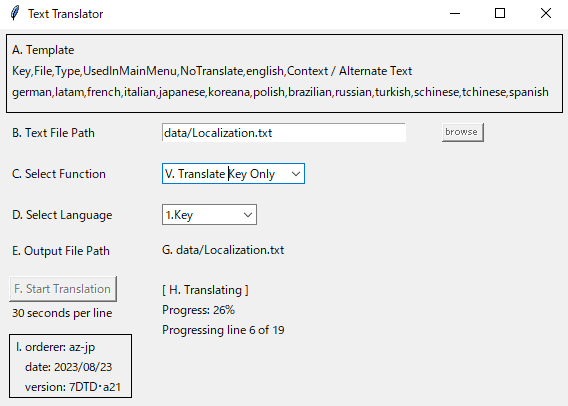 Text Translator
A. Template
Key,File,Type,UsedInMainMenu,NoTranslate,english,Context / Alternate Text
german,latam,french,italian,japanese,koreana,polish,brazilian,russian,turkish,schinese,tchinese,spanish
B. Text File Path data/Localization.txt browse
C. Select Function V. Translate Key Only
D. Select Language 1.Key
E. Output File Path G. data/Localization.txt
F. Start Translation [ H. Translating ]
30 seconds per line Progress: 26%
Progressing line 6 of 19
I. orderer: az-jp
date: 2023/08/23
version: 7DTD・a21